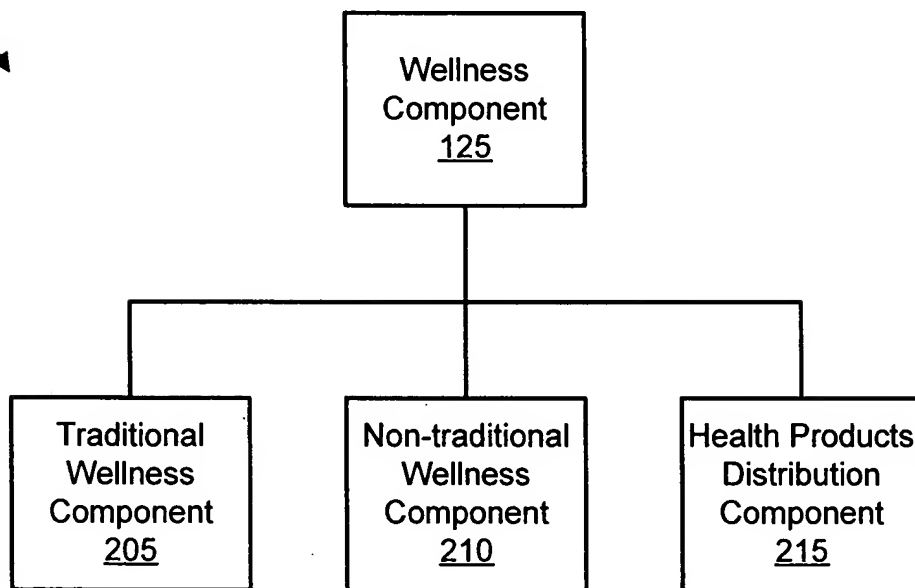 Wellness
Component
125
Traditional
Wellness
Component
205
Non-traditional
Wellness
Component
210
Health Products
Distribution
Component
215